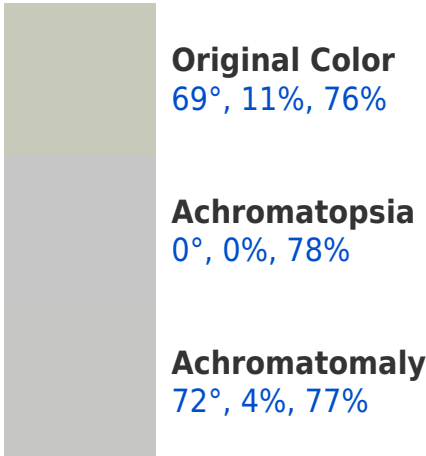 Original Color
69°, 11%, 76%
Achromatopsia
0°, 0%, 78%
Achromatomaly
72°, 4%, 77%